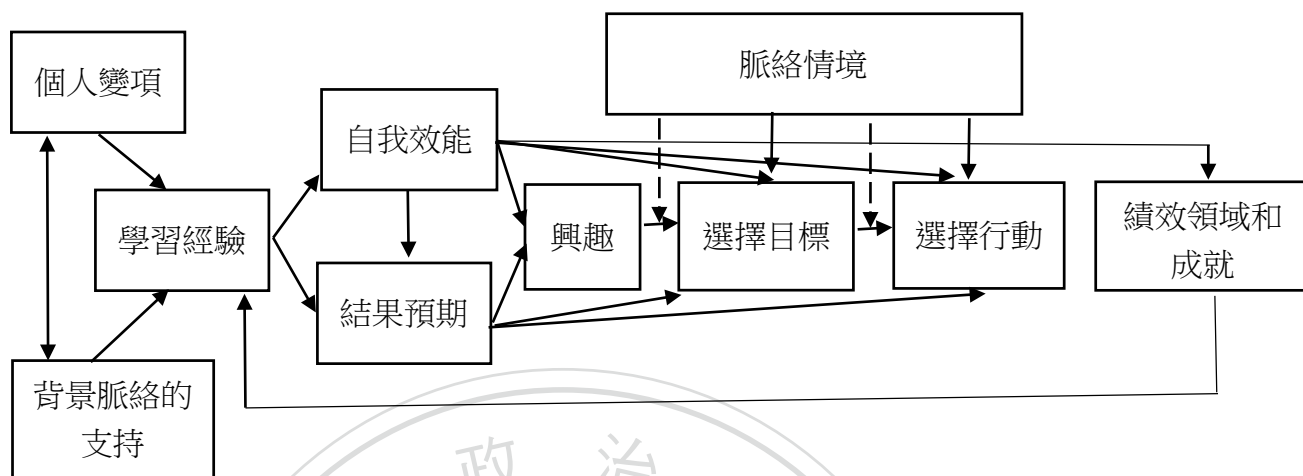 脈絡情境
個人變項
自我效能
學習經驗
興趣
選擇目標
選擇行動
績效領域和
成就
結果預期
背景脈絡的
支持
政
治